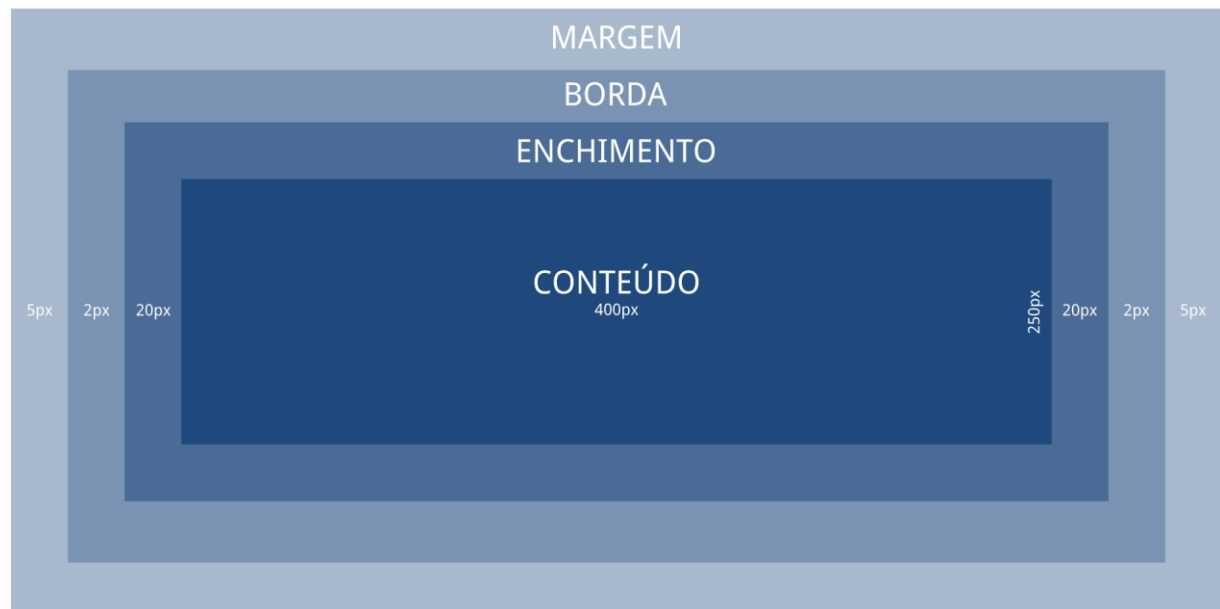 MARGEM
BORDA
ENCHIMENTO
CONTEÚDO
5px 2px 20px 400px 250px 20px 2px 5px